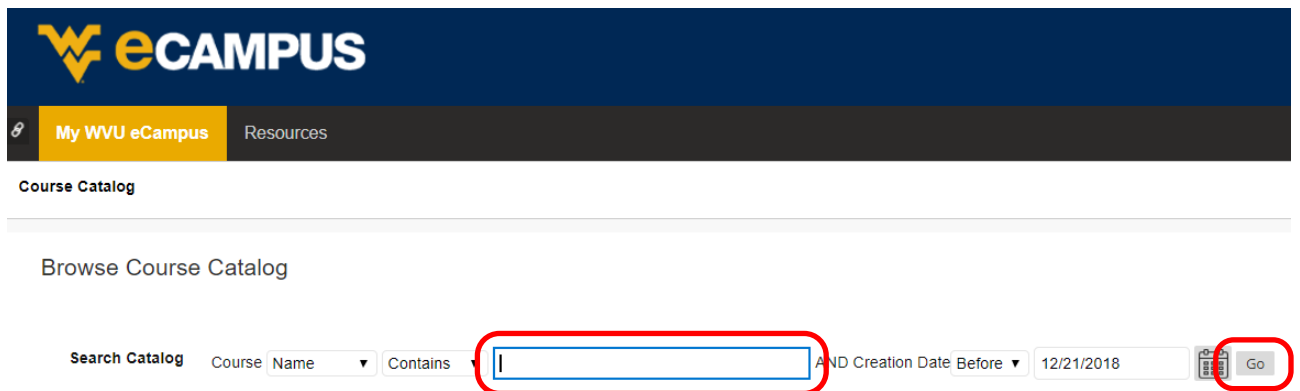 eCAMPUS
My WVU eCampus Resources
Course Catalog
Browse Course Catalog
Search Catalog Course Name Contains AND Creation Date Before 12/21/2018 Go